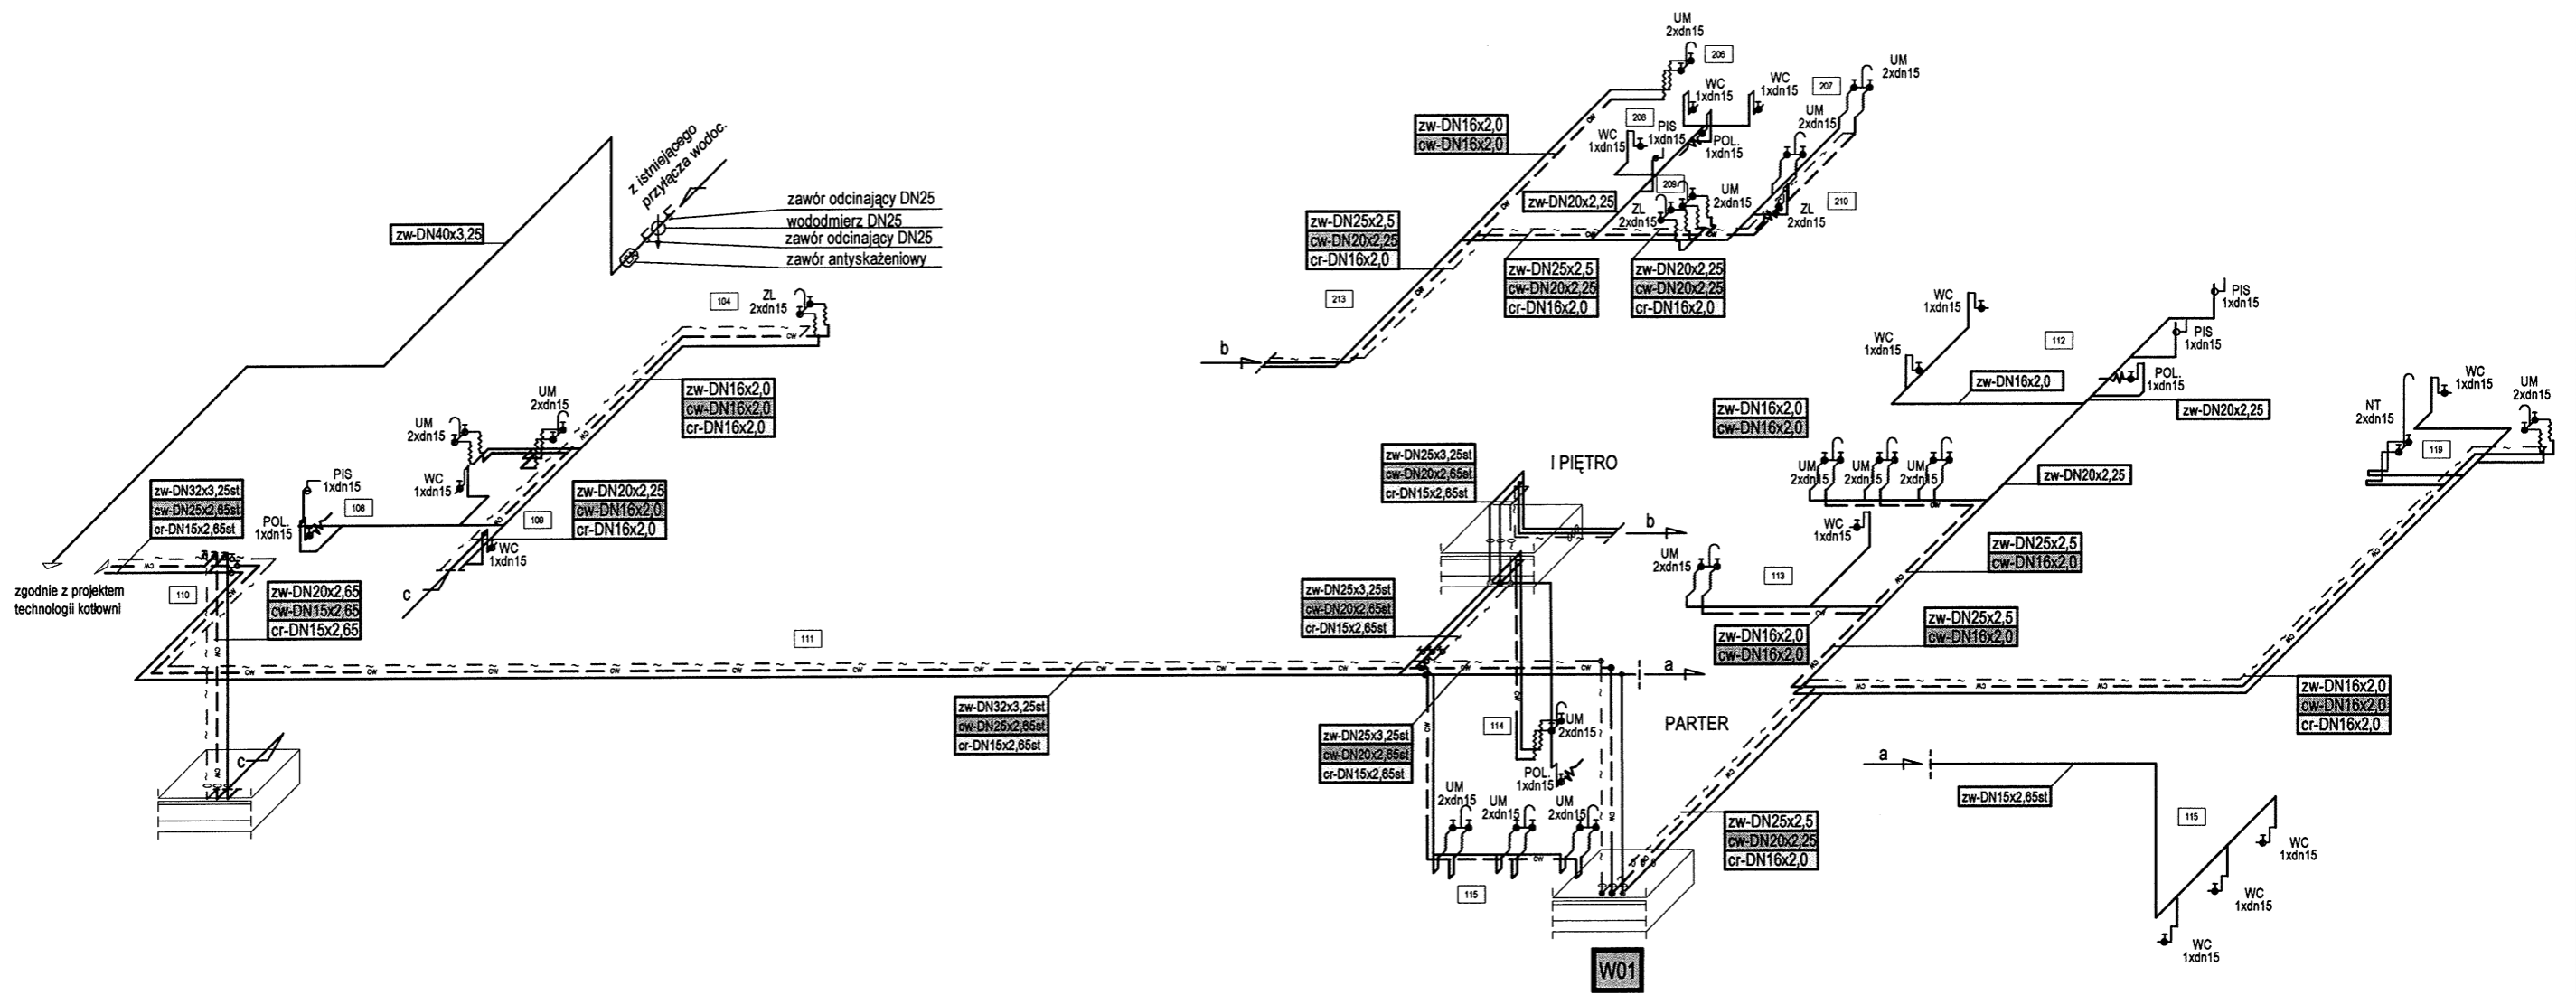 z istniejącego
przyłącza wodoc.
zawór odcinający DN25
wododmierz DN25
zawór odcinający DN25
zawór antyskażeniowy
zw-DN40x3,25
104
ZL
2xdn15
zw-DN16x2,0
cw-DN16x2,0
cr-DN16x2,0
UM
2xdn15
UM
2xdn15
WC
1xdn15
PIS
1xdn15
108
POL.
1xdn15
zw-DN20x2,25
cw-DN16x2,0
cr-DN16x2,0
109
WC
1xdn15
c
zw-DN32x3,25st
cw-DN25x2,65st
cr-DN15x2,65st
zgodnie z projektem
technologii kotłowni
110
zw-DN20x2,65
cw-DN15x2,65
cr-DN15x2,65
c
111
zw-DN32x3,25st
cw-DN25x2,65st
cr-DN15x2,65st
UM
2xdn15
206
zw-DN16x2,0
cw-DN16x2,0
WC
1xdn15
WC
1xdn15
207
UM
2xdn15
208
UM
2xdn15
WC
1xdn15
PIS
1xdn15
POL.
1xdn15
209
UM
2xdn15
ZL
2xdn15
210
ZL
2xdn15
zw-DN20x2,25
zw-DN25x2,5
cw-DN20x2,25
cr-DN16x2,0
zw-DN25x2,5
cw-DN20x2,25
cr-DN16x2,0
zw-DN20x2,25
cw-DN20x2,25
cr-DN16x2,0
213
b
zw-DN25x3,25st
cw-DN20x2,65st
cr-DN15x2,65st
I PIĘTRO
b
zw-DN25x3,25st
cw-DN20x2,65st
cr-DN15x2,65st
a
zw-DN25x3,25st
cw-DN20x2,65st
cr-DN15x2,65st
114
UM
2xdn15
POL.
1xdn15
UM
2xdn15
UM
2xdn15
UM
2xdn15
115
W01
PARTER
zw-DN25x2,5
cw-DN20x2,25
cr-DN16x2,0
WC
1xdn15
WC
1xdn15
112
PIS
1xdn15
PIS
1xdn15
POL.
1xdn15
zw-DN16x2,0
zw-DN20x2,25
zw-DN16x2,0
cw-DN16x2,0
UM
2xdn15
UM
2xdn15
UM
2xdn15
zw-DN20x2,25
WC
1xdn15
UM
2xdn15
113
zw-DN25x2,5
cw-DN16x2,0
zw-DN25x2,5
cw-DN16x2,0
zw-DN16x2,0
cw-DN16x2,0
NT
2xdn15
WC
1xdn15
UM
2xdn15
119
zw-DN16x2,0
cw-DN16x2,0
cr-DN16x2,0
a
zw-DN15x2,65st
115
WC
1xdn15
WC
1xdn15
WC
1xdn15